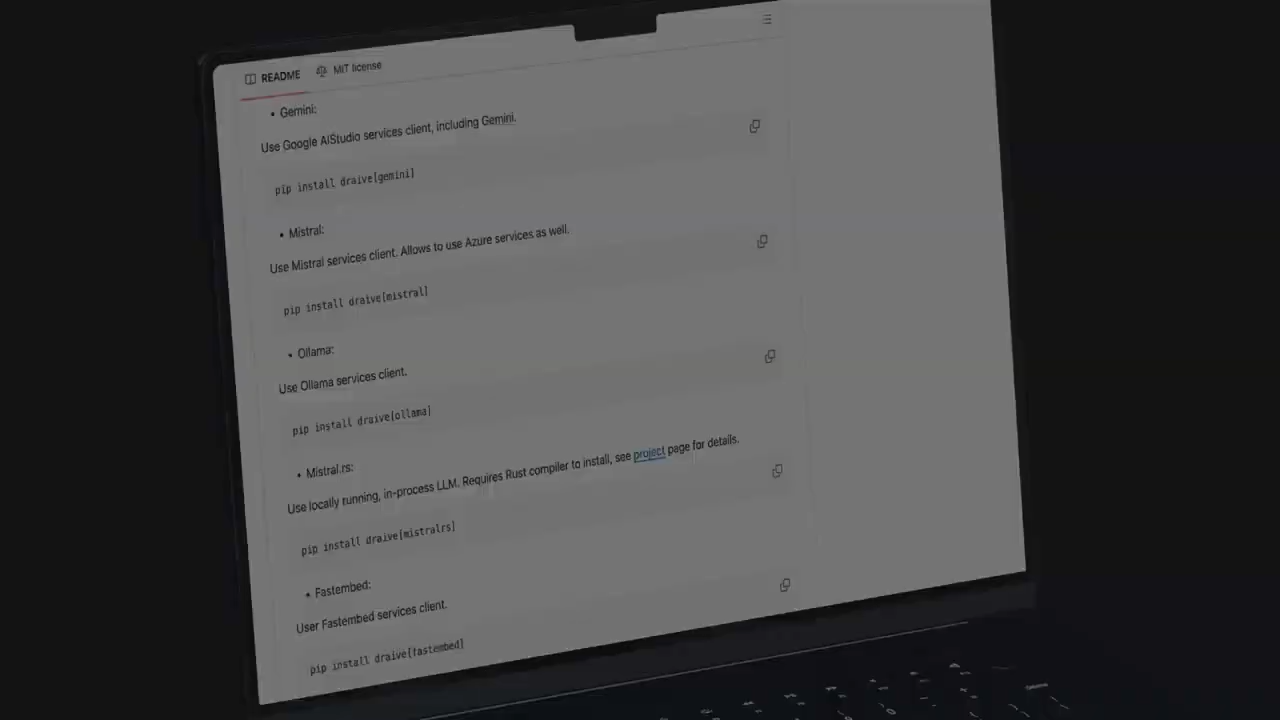 README
MIT license
• Gemini:
Use Google AIStudio services client, including Gemini.
pip install draive[gemini]
• Mistral:
Use Mistral services client. Allows to use Azure services as well.
pip install draive[mistral]
• Ollama:
Use Ollama services client.
pip install draive[ollama]
• Mistral.rs:
Use locally running, in-process LLM. Requires Rust compiler to install, see project page for details.
pip install draive[mistralrs]
• Fastembed:
User Fastembed services client.
pip install draive[fastembed]